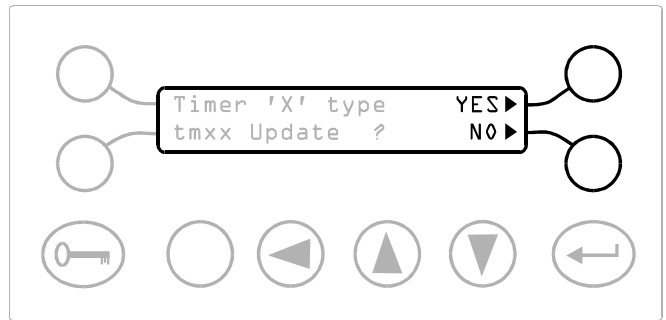 Timer 'X' type YES▶
tmxx Update ? NO▶